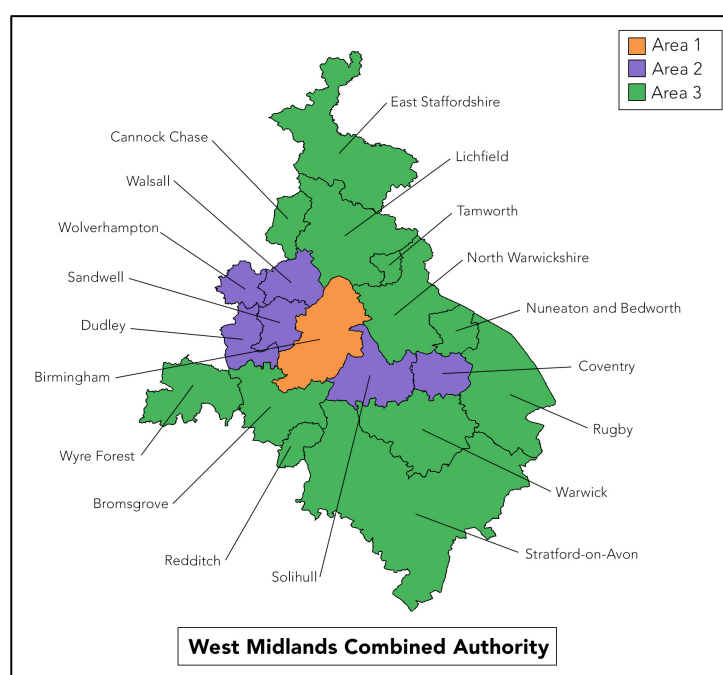 Area 1
Area 2
Area 3
East Staffordshire
Cannock Chase
Lichfield
Walsall
Tamworth
Wolverhampton
North Warwickshire
Sandwell
Nuneaton and Bedworth
Dudley
Coventry
Birmingham
Rugby
Wyre Forest
Warwick
Bromsgrove
Stratford-on-Avon
Redditch
Solihull
West Midlands Combined Authority